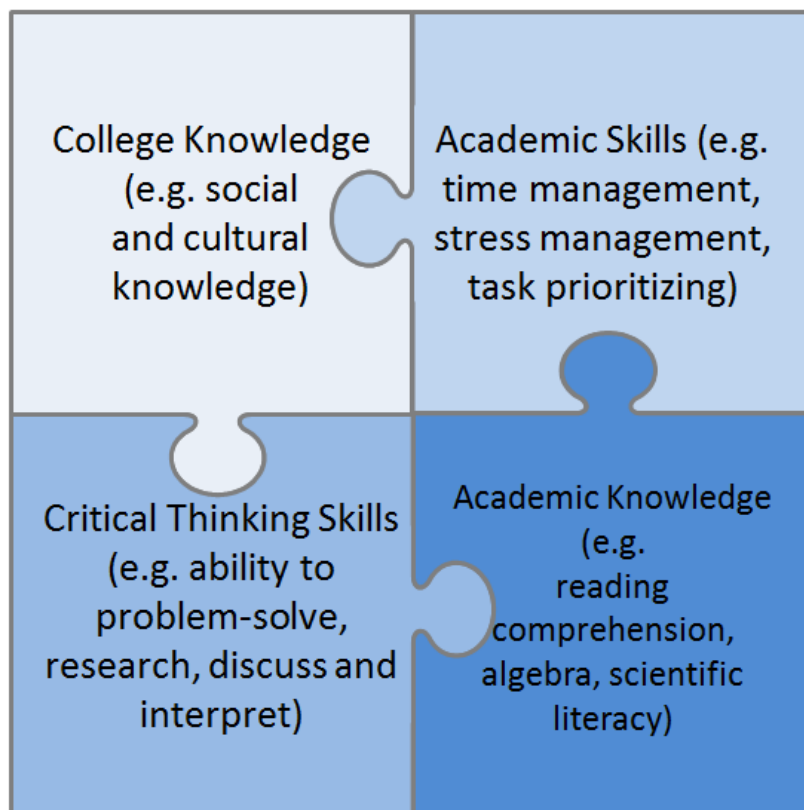 College Knowledge
(e.g. social
and cultural
knowledge)
Academic Skills (e.g.
time management,
stress management,
task prioritizing)
Critical Thinking Skills
(e.g. ability to
problem-solve,
research, discuss and
interpret)
Academic Knowledge
(e.g.
reading
comprehension,
algebra, scientific
literacy)